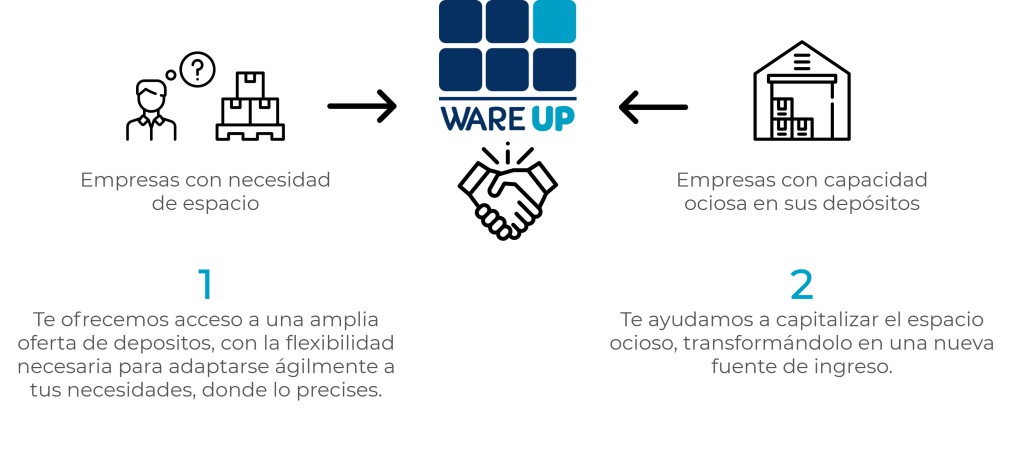 ?
WARE UP
Empresas con necesidad
de espacio
Empresas con capacidad
ociosa en sus depósitos
1
Te ofrecemos acceso a una amplia
oferta de depositos, con la flexibilidad
necesaria para adaptarse ágilmente a
tus necesidades, donde lo precises.
2
Te ayudamos a capitalizar el espacio
ocioso, transformándolo en una nueva
fuente de ingreso.